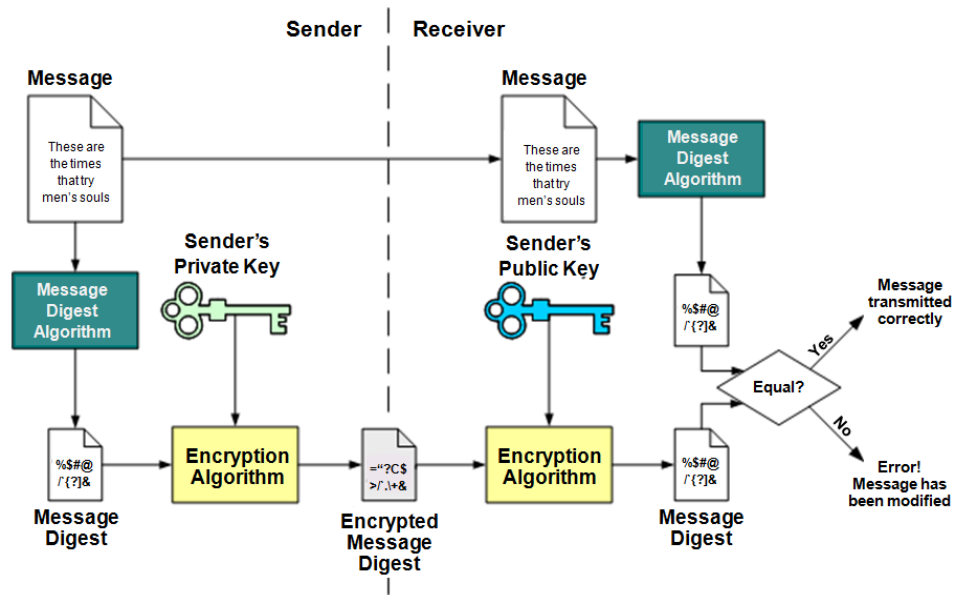 Sender
Receiver
Message
These are
the times
that try
men's souls
Message
Digest
Algorithm
%$#@
/`{?]&
Message
Digest
Sender's
Private Key
Encryption
Algorithm
="?C$
>/`.\+&
Encrypted
Message
Digest
Message
These are
the times
that try
men's souls
Message
Digest
Algorithm
Sender's
Public Key
Encryption
Algorithm
%$#@
/`{?]&
%$#@
/`{?]&
Message
Digest
Equal?
Yes
Message
transmitted
correctly
No
Error!
Message has
been modified